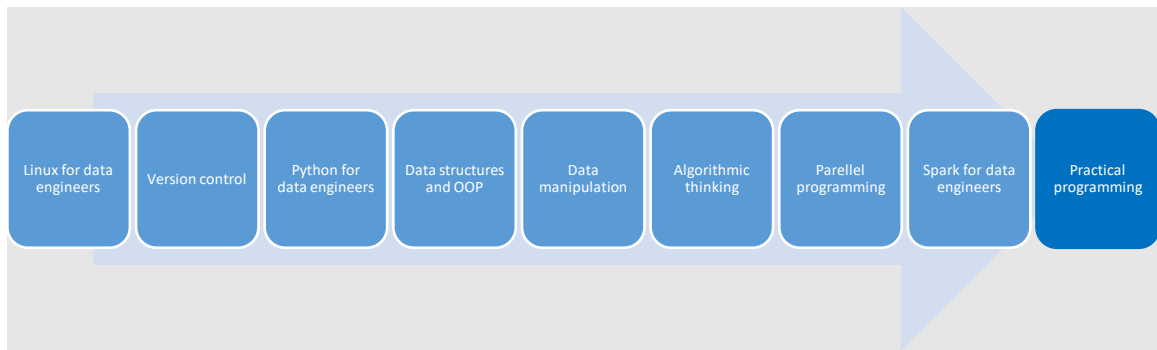 Linux for data
engineers
Version control
Python for
data engineers
Data structures
and OOP
Data
manipulation
Algorithmic
thinking
Parellel
programming
Spark for data
engineers
Practical
programming